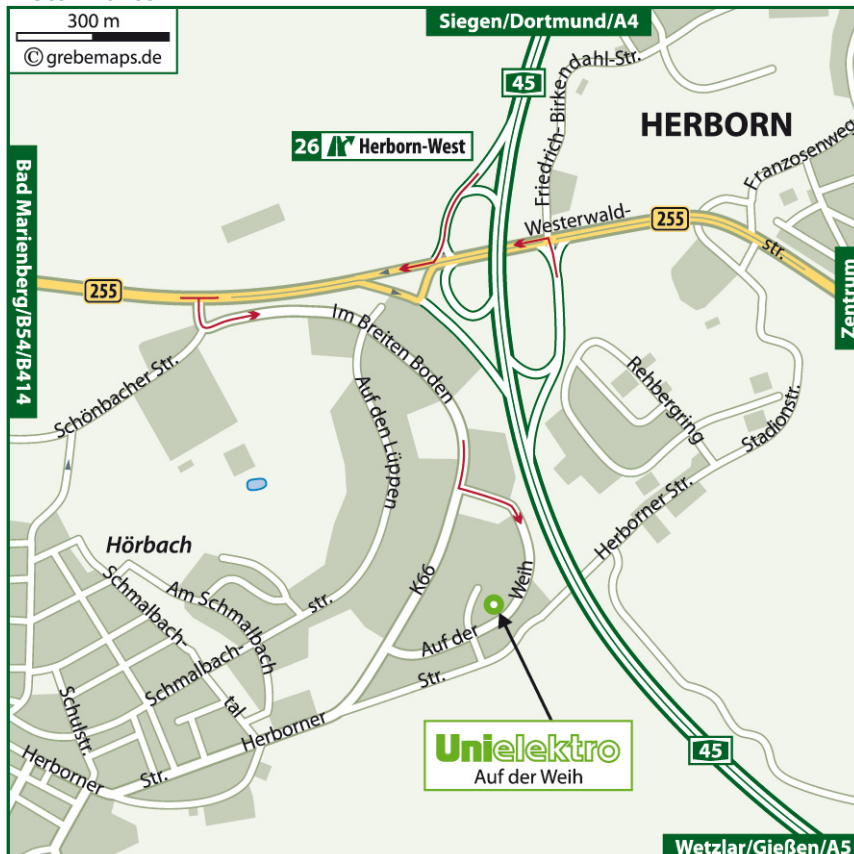 300 m
© grebemaps.de
Siegen/Dortmund/A4
45
Friedrich-Birkendahl-Str.
HERBORN
26 Herborn-West
Franzosenweg
Bad Marienberg/B54/B414
Westerwald-
255
str.
Zentrum
255
Im Breiten Boden
Schönbacher Str.
Auf den Lüppen
Rehbergring
Stadionstr.
Herborner Str.
Hörbach
K66
Weih
Auf der
Am Schmalbach
Schmalbach-
tal
Schmalbach-
str.
Schulstr.
Herborner
Str.
Herborner
Str.
Unielektro
Auf der Weih
45
Wetzlar/Gießen/A5